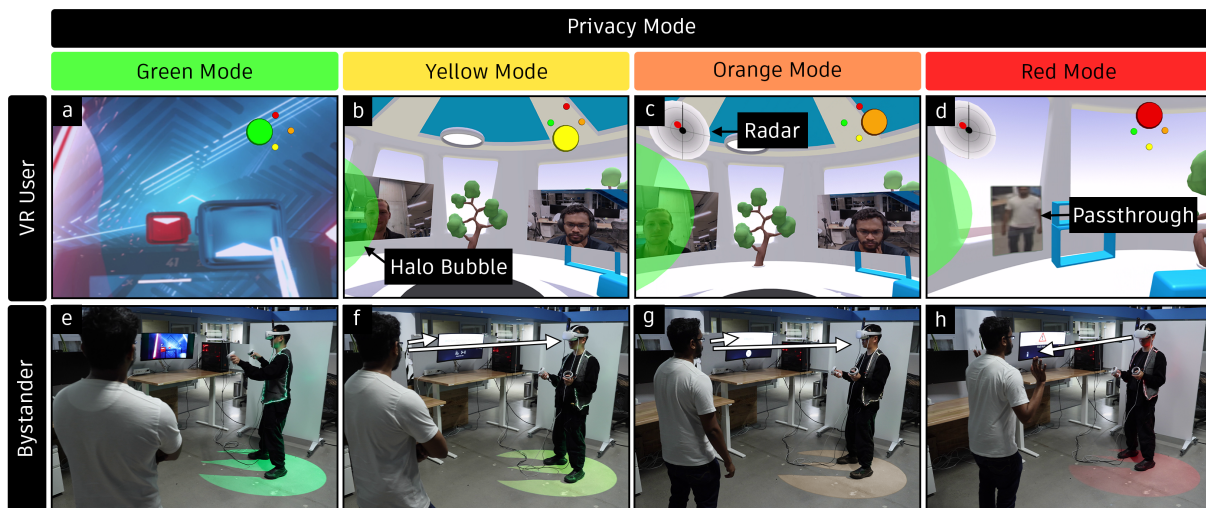 Privacy Mode
Green Mode
Yellow Mode
Orange Mode
Red Mode
VR User
a
b
c
d
Radar
Passthrough
Halo Bubble
Bystander
e
f
g
h